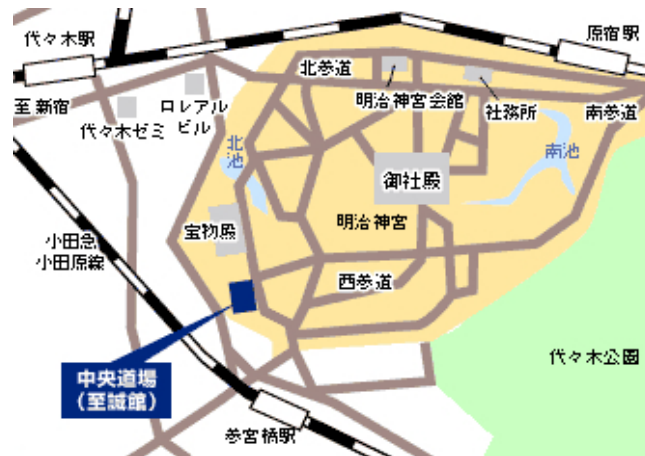 代々木駅
原宿駅
北参道
至新宿
ロレアル
ビル
代々木ゼミ
明治神宮会館
社務所
南参道
北池
南池
御社殿
宝物殿
明治神宮
小田急
小田原線
西参道
中央道場
(至誠館)
代々木公園
参宮橋駅